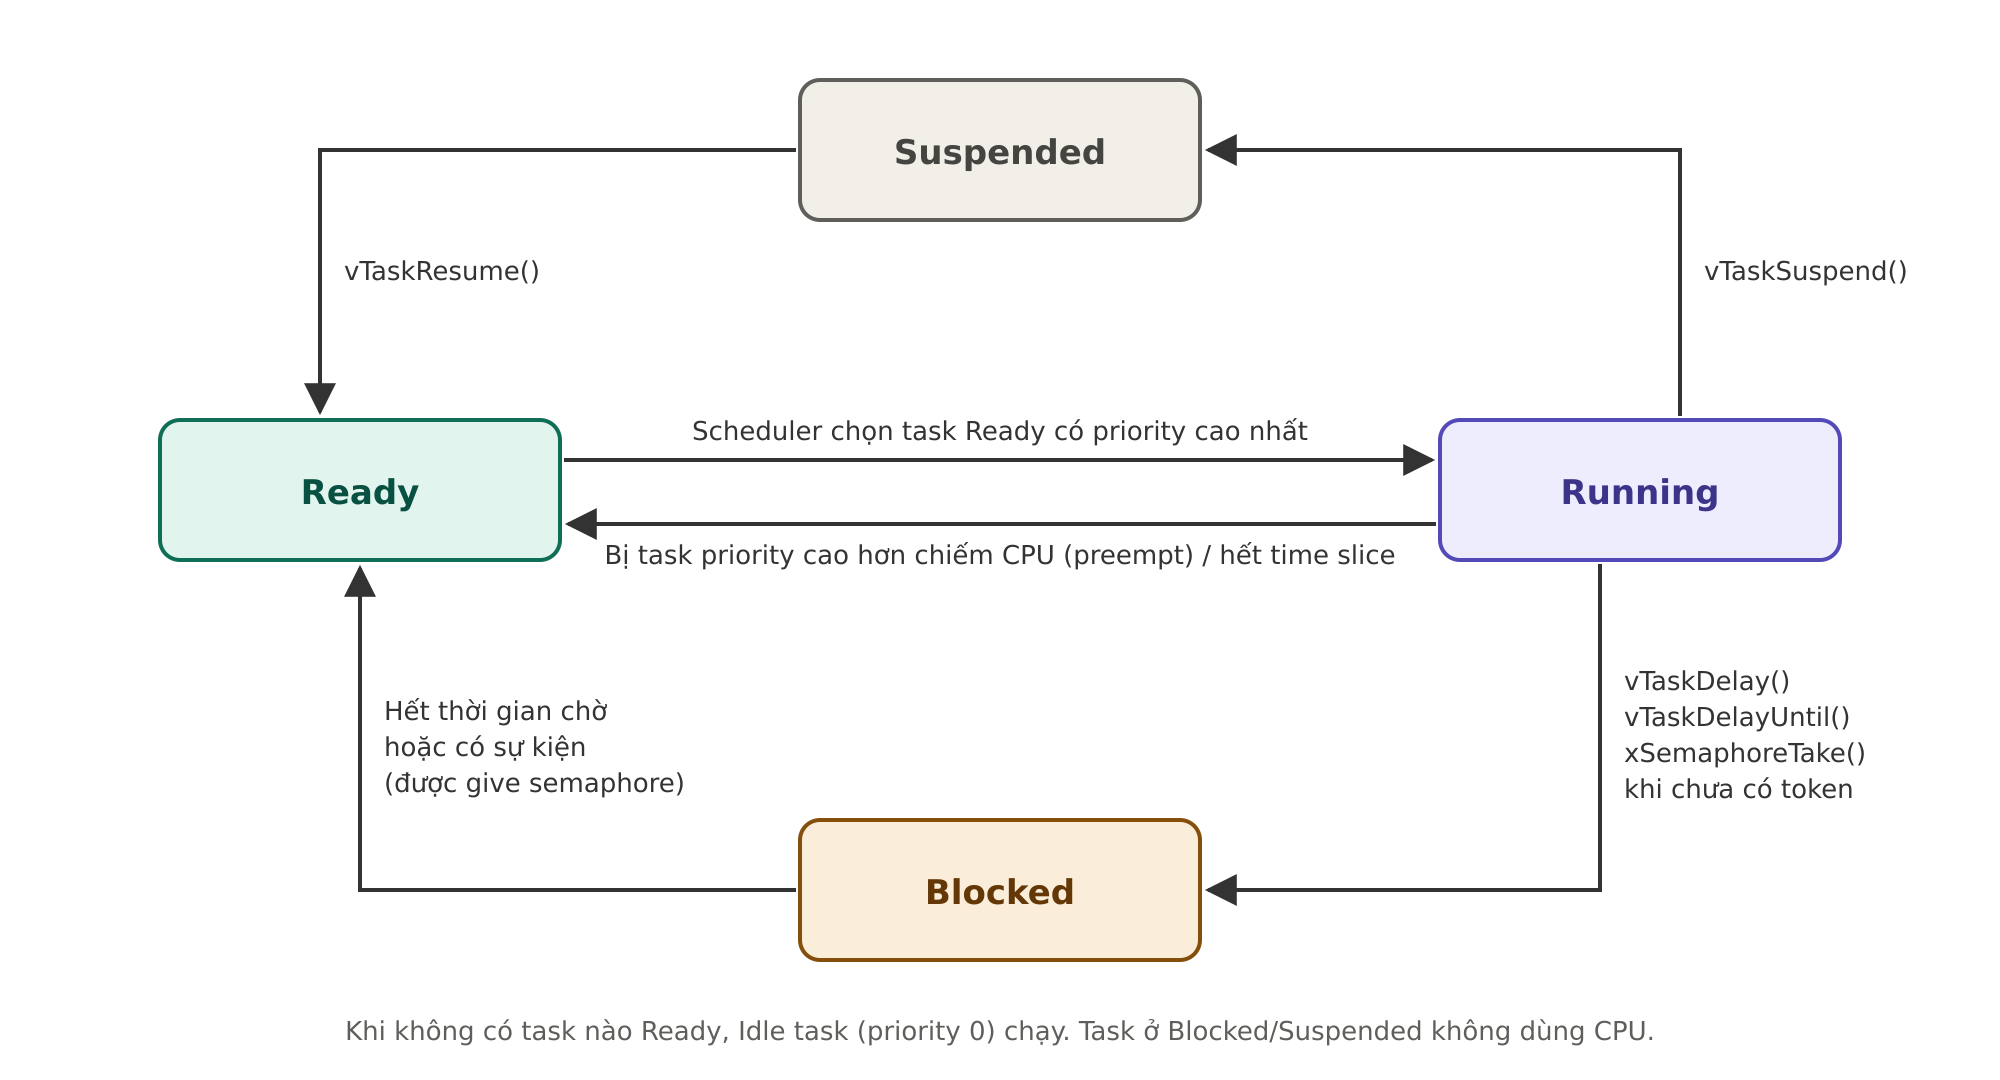 Suspended
vTaskResume()
vTaskSuspend()
Scheduler chọn task Ready có priority cao nhất
Ready
Running
Bị task priority cao hơn chiếm CPU (preempt) / hết time slice
Hết thời gian chờ
hoặc có sự kiện
(được give semaphore)
vTaskDelay()
vTaskDelayUntil()
xSemaphoreTake()
khi chưa có token
Blocked
Khi không có task nào Ready, Idle task (priority 0) chạy. Task ở Blocked/Suspended không dùng CPU.